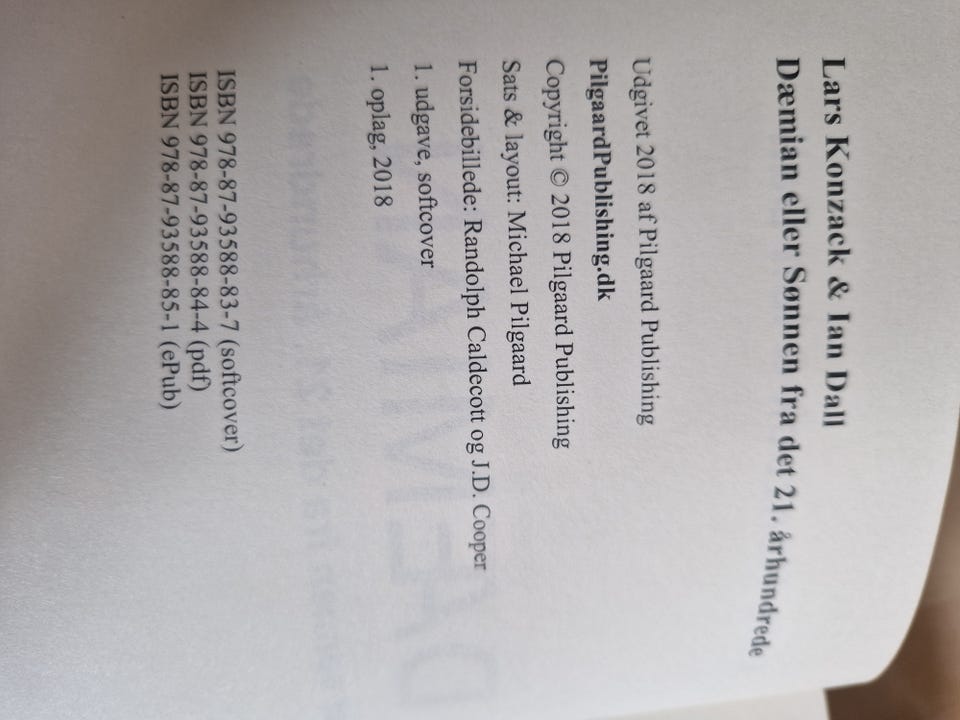 Lars Konzack & Ian Dall
Dæmian eller Sønnen fra det 21. århundrede
Udgivet 2018 af Pilgaard Publishing
PilgaardPublishing.dk
Copyright © 2018 Pilgaard Publishing
Sats & layout: Michael Pilgaard
Forsidebillede: Randolph Caldecott og J.D. Cooper
1. udgave, softcover
1. oplag, 2018
ISBN 978-87-93588-83-7 (softcover)
ISBN 978-87-93588-84-4 (pdf)
ISBN 978-87-93588-85-1 (ePub)